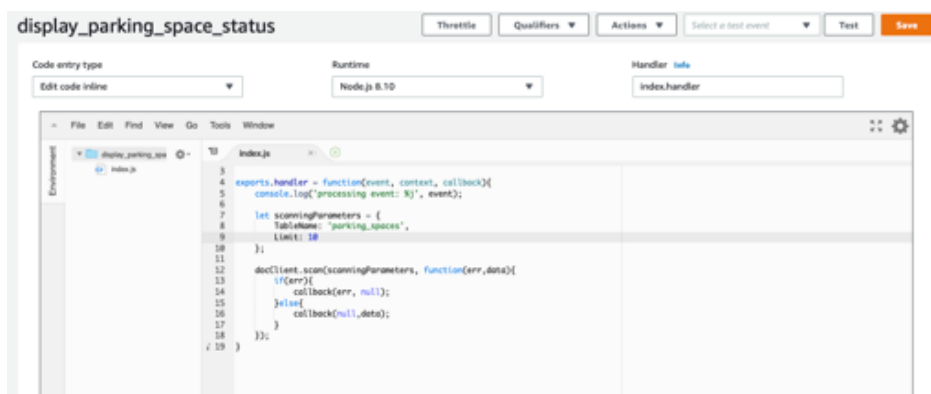 display_parking_space_status
Throttle
Qualifiers ▼
Actions ▼
Select a test event ▼
Test
Save
Code entry type
Edit code inline ▼
Runtime
Node.js 8.10 ▼
Handler Info
index.handler
File Edit Find View Go Tools Window
Environment
display_parking_spa
index.js
index.js
3
4 exports.handler = function(event, context, callback){
5 console.log('processing event: %j', event);
6
7 let scanningParameters = {
8 TableName: 'parking_spaces',
9 Limit: 10
10 };
11
12 docClient.scan(scanningParameters, function(err,data){
13 if(err){
14 callback(err, null);
15 }else{
16 callback(null,data);
17 }
18 });
i 19 }